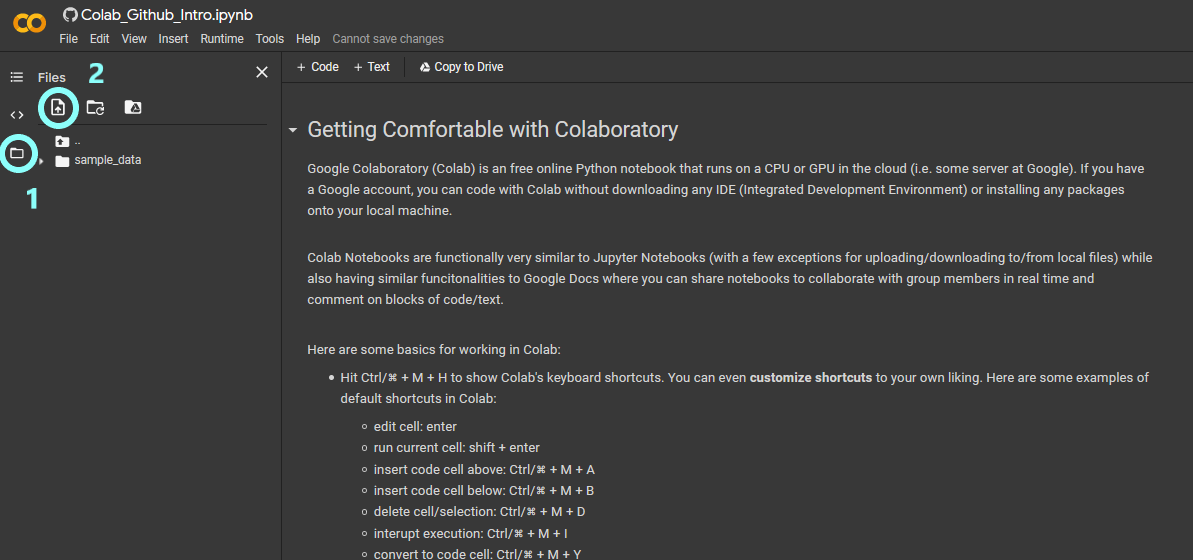 Colab_Github_Intro.ipynb
File Edit View Insert Runtime Tools Help Cannot save changes
Files 2
+ Code + Text Copy to Drive
..
sample_data
1
Getting Comfortable with Colaboratory
Google Colaboratory (Colab) is an free online Python notebook that runs on a CPU or GPU in the cloud (i.e. some server at Google). If you have
a Google account, you can code with Colab without downloading any IDE (Integrated Development Environment) or installing any packages
onto your local machine.
Colab Notebooks are functionally very similar to Jupyter Notebooks (with a few exceptions for uploading/downloading to/from local files) while
also having similar funcitonalities to Google Docs where you can share notebooks to collaborate with group members in real time and
comment on blocks of code/text.
Here are some basics for working in Colab:
• Hit Ctrl/⌘ + M + H to show Colab's keyboard shortcuts. You can even customize shortcuts to your own liking. Here are some examples of
default shortcuts in Colab:
◦ edit cell: enter
◦ run current cell: shift + enter
◦ insert code cell above: Ctrl/⌘ + M + A
◦ insert code cell below: Ctrl/⌘ + M + B
◦ delete cell/selection: Ctrl/⌘ + M + D
◦ interupt execution: Ctrl/⌘ + M + I
◦ convert to code cell: Ctrl/⌘ + M + Y